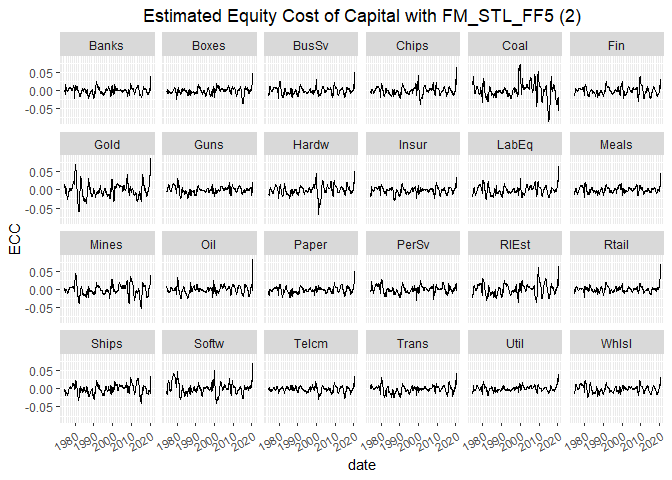 Estimated Equity Cost of Capital with FM_STL_FF5 (2)
Banks Boxes BusSv Chips Coal Fin
0.05
0.00
-0.05
Gold Guns Hardw Insur LabEq Meals
0.05
0.00
-0.05
Mines Oil Paper PerSv RlEst Rtail
0.05
0.00
-0.05
Ships Softw Telcm Trans Util Whlsl
0.05
0.00
-0.05
ECC
1980 1990 2000 2010 2020 1980 1990 2000 2010 2020 1980 1990 2000 2010 2020 1980 1990 2000 2010 2020 1980 1990 2000 2010 2020 1980 1990 2000 2010 2020
date